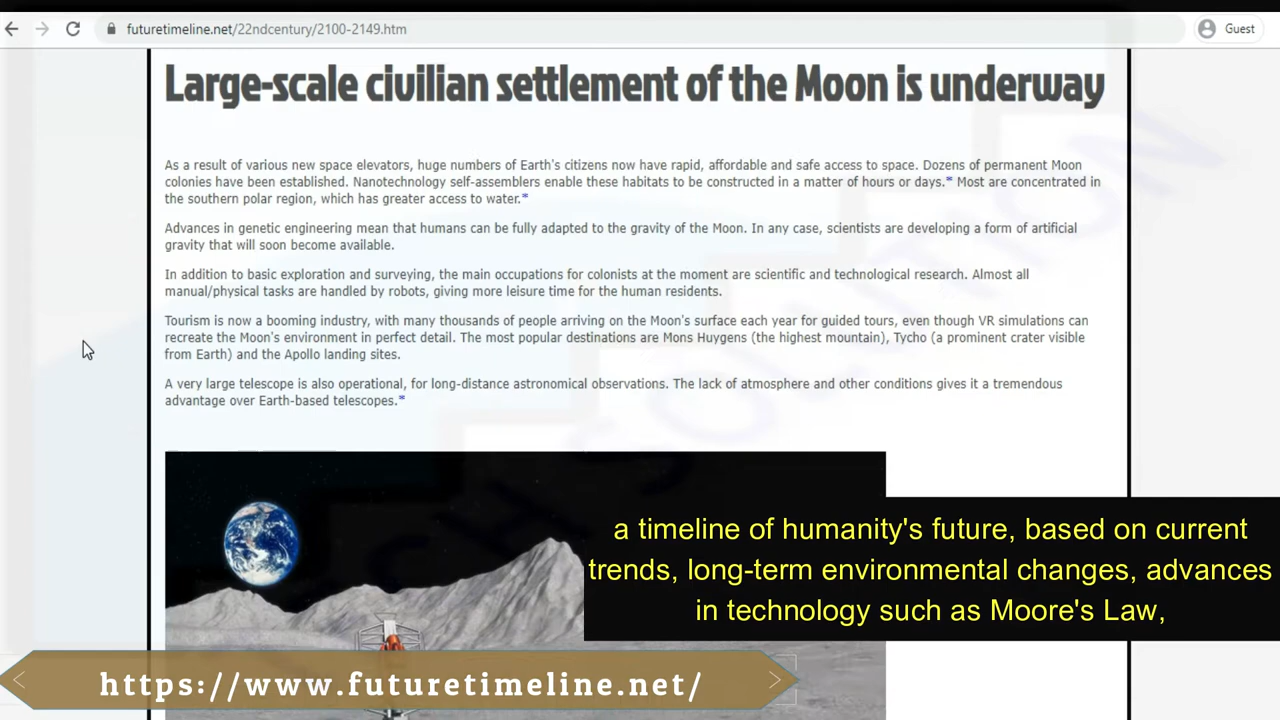 futuretimeline.net/22ndcentury/2100-2149.htm
Guest
Large-scale civilian settlement of the Moon is underway
As a result of various new space elevators, huge numbers of Earth's citizens now have rapid, affordable and safe access to space. Dozens of permanent Moon
colonies have been established. Nanotechnology self-assemblers enable these habitats to be constructed in a matter of hours or days.* Most are concentrated in
the southern polar region, which has greater access to water.*
Advances in genetic engineering mean that humans can be fully adapted to the gravity of the Moon. In any case, scientists are developing a form of artificial
gravity that will soon become available.
In addition to basic exploration and surveying, the main occupations for colonists at the moment are scientific and technological research. Almost all
manual/physical tasks are handled by robots, giving more leisure time for the human residents.
Tourism is now a booming industry, with many thousands of people arriving on the Moon's surface each year for guided tours, even though VR simulations can
recreate the Moon's environment in perfect detail. The most popular destinations are Mons Huygens (the highest mountain), Tycho (a prominent crater visible
from Earth) and the Apollo landing sites.
A very large telescope is also operational, for long-distance astronomical observations. The lack of atmosphere and other conditions gives it a tremendous
advantage over Earth-based telescopes.*
a timeline of humanity's future, based on current
trends, long-term environmental changes, advances
in technology such as Moore's Law,
https://www.futuretimeline.net/